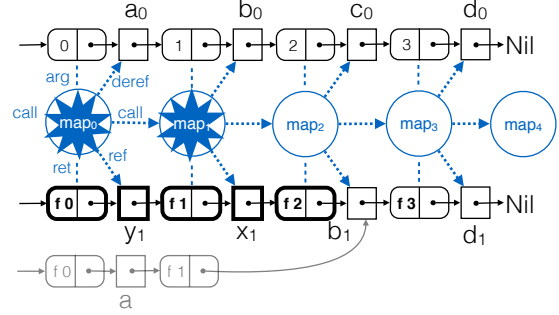 a₀ b₀ c₀ d₀
0 1 2 3 Nil
arg deref
call map₀ call map₁ map₂ map₃ map₄
ret ref
f 0 f 1 f 2 f 3 Nil
y₁ x₁ b₁ d₁
f 0 f 1
a